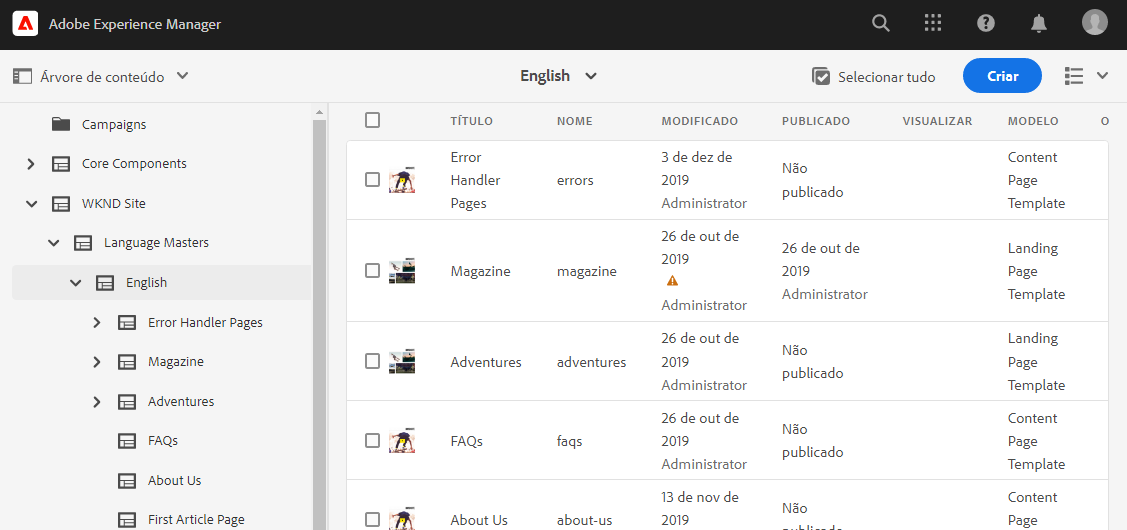 Adobe Experience Manager
Árvore de conteúdo
English
Selecionar tudo
Criar
Campaigns
Core Components
WKND Site
Language Masters
English
Error Handler Pages
Magazine
Adventures
FAQs
About Us
First Article Page
TÍTULO NOME MODIFICADO PUBLICADO VISUALIZAR MODELO O
Error
Handler
Pages
errors
3 de dez de
2019
Administrator
Não
publicado
Content
Page
Template
Magazine
magazine
26 de out de
2019
Administrator
26 de out de
2019
Administrator
Landing
Page
Template
Adventures
adventures
26 de out de
2019
Administrator
Não
publicado
Landing
Page
Template
FAQs
faqs
26 de out de
2019
Administrator
Não
publicado
Content
Page
Template
About Us
about-us
13 de nov de
2019
Não
publicado
Content
Page